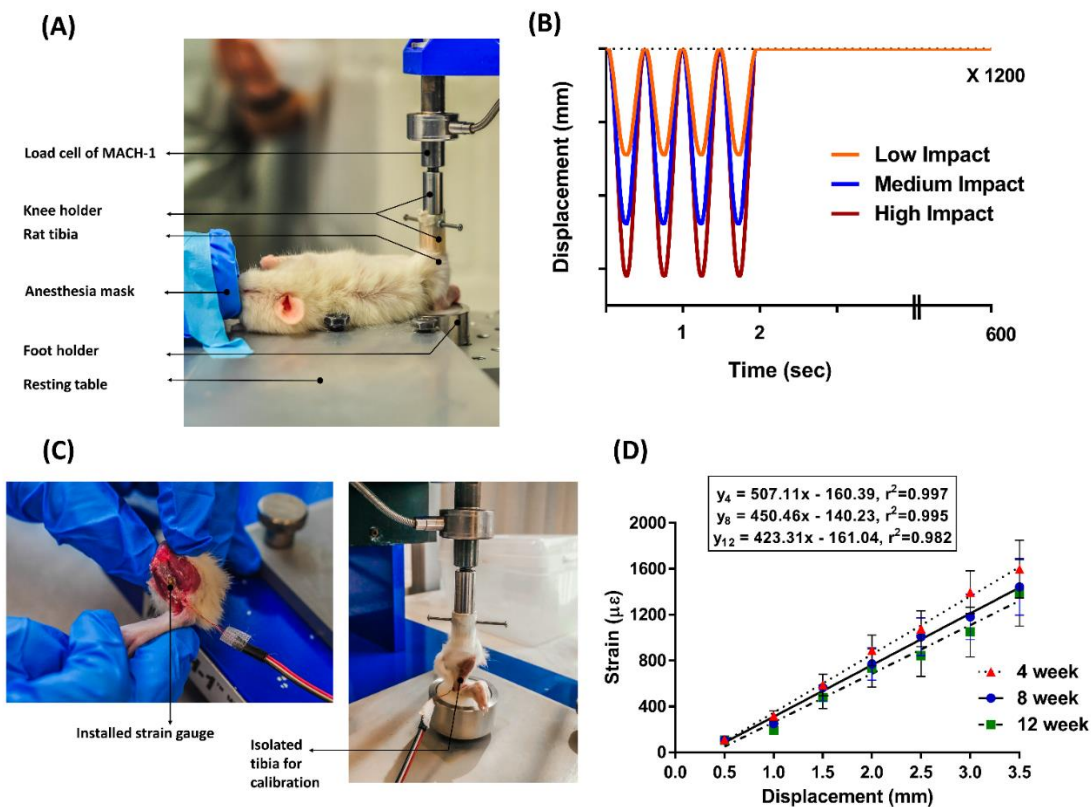 (A)
Load cell of MACH-1
Knee holder
Rat tibia
Anesthesia mask
Foot holder
Resting table
(B)
Displacement (mm)
X 1200
Low Impact
Medium Impact
High Impact
1
2
600
Time (sec)
(C)
Installed strain gauge
Isolated
tibia for
calibration
(D)
y₄ = 507.11x - 160.39, r²=0.997
y₈ = 450.46x - 140.23, r²=0.995
y₁₂ = 423.31x - 161.04, r²=0.982
Strain (με)
2000
1600
1200
800
400
0
4 week
8 week
12 week
0.0
0.5
1.0
1.5
2.0
2.5
3.0
3.5
Displacement (mm)